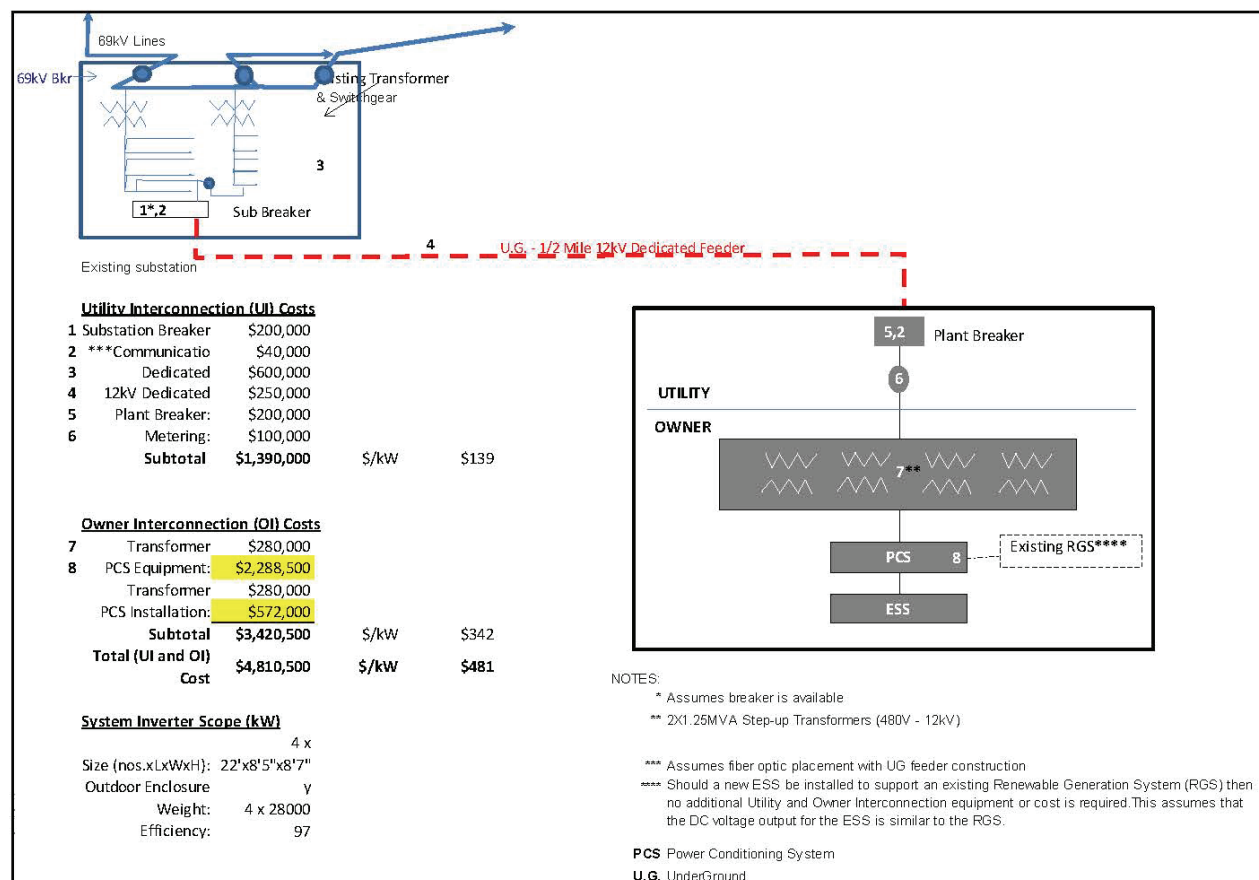 69kV Lines
69kV Bkr
Existing Transformer
& Switchgear
3
1*,2
Sub Breaker
4
U.G. - 1/2 Mile 12kV Dedicated Feeder
Existing substation
Utility Interconnection (UI) Costs
1 Substation Breaker $200,000
2 ***Communicatio $40,000
3 Dedicated $600,000
4 12kV Dedicated $250,000
5 Plant Breaker: $200,000
6 Metering: $100,000
Subtotal $1,390,000 $/kW $139
Owner Interconnection (OI) Costs
7 Transformer $280,000
8 PCS Equipment: $2,288,500
Transformer $280,000
PCS Installation: $572,000
Subtotal $3,420,500 $/kW $342
Total (UI and OI)
Cost $4,810,500 $/kW $481
System Inverter Scope (kW)
4 x
Size (nos.xLxWxH): 22'x8'5"x8'7"
Outdoor Enclosure y
Weight: 4 x 28000
Efficiency: 97
5,2 Plant Breaker
6
UTILITY
OWNER
7**
PCS 8
Existing RGS****
ESS
NOTES:
* Assumes breaker is available
** 2X1.25MVA Step-up Transformers (480V - 12kV)
*** Assumes fiber optic placement with UG feeder construction
**** Should a new ESS be installed to support an existing Renewable Generation System (RGS) then
no additional Utility and Owner Interconnection equipment or cost is required.This assumes that
the DC voltage output for the ESS is similar to the RGS.
PCS Power Conditioning System
U.G. UnderGround